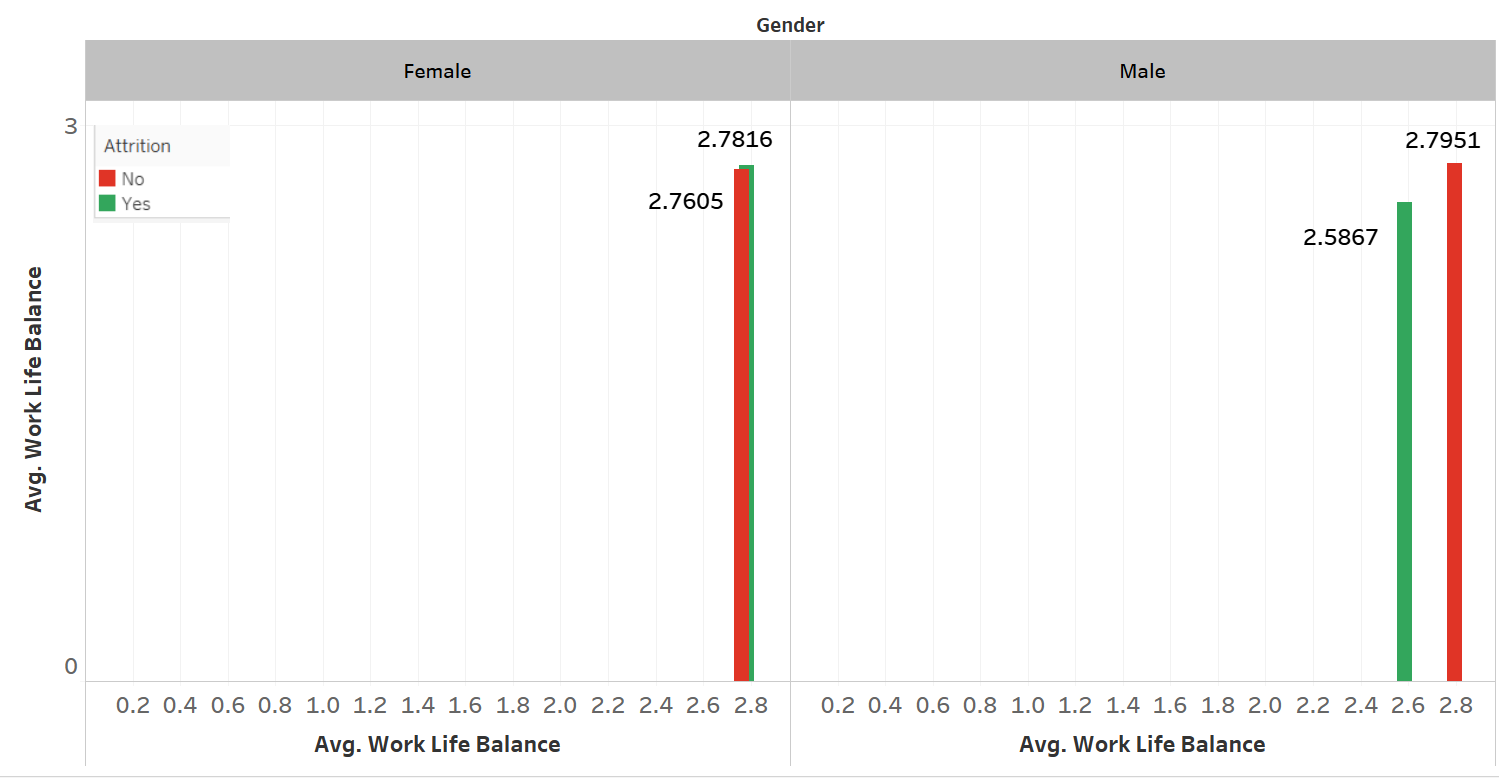 Gender
Female Male
3
Attrition
No
Yes
2.7816
2.7605
2.7951
2.5867
Avg. Work Life Balance
0
0.2 0.4 0.6 0.8 1.0 1.2 1.4 1.6 1.8 2.0 2.2 2.4 2.6 2.8
0.2 0.4 0.6 0.8 1.0 1.2 1.4 1.6 1.8 2.0 2.2 2.4 2.6 2.8
Avg. Work Life Balance
Avg. Work Life Balance